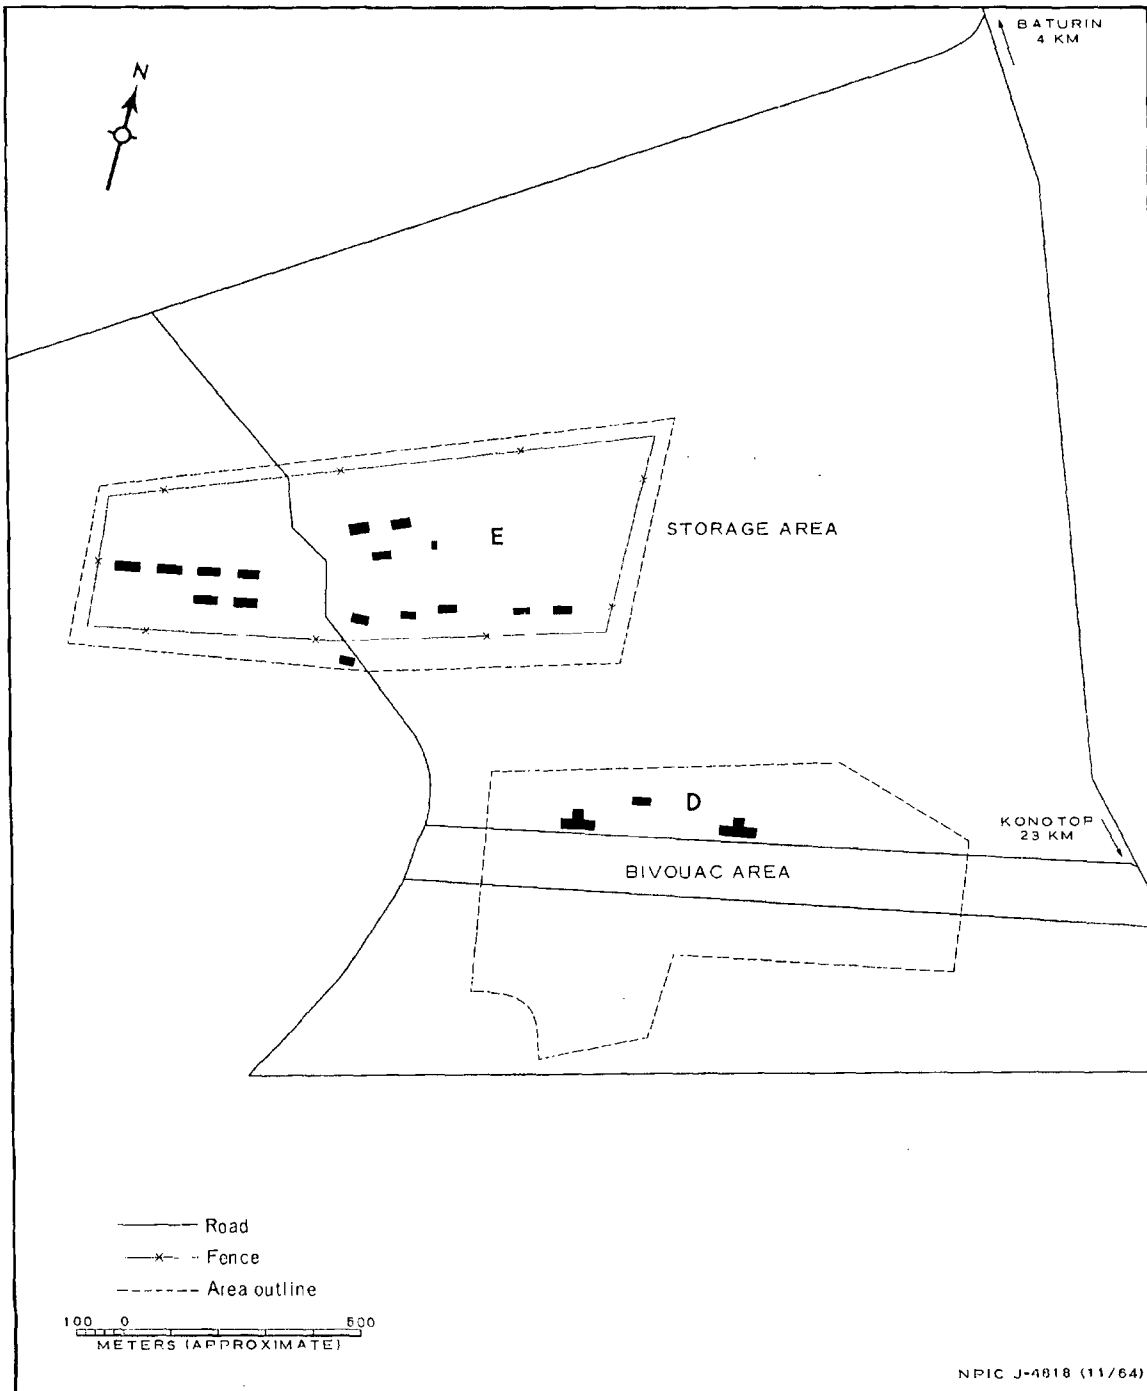 BATURIN
4 KM
N
E
STORAGE AREA
D
KONOTOP
23 KM
BIVOUAC AREA
Road
Fence
Area outline
100 0 500
METERS (APPROXIMATE)
NPIC J-4618 (11/64)